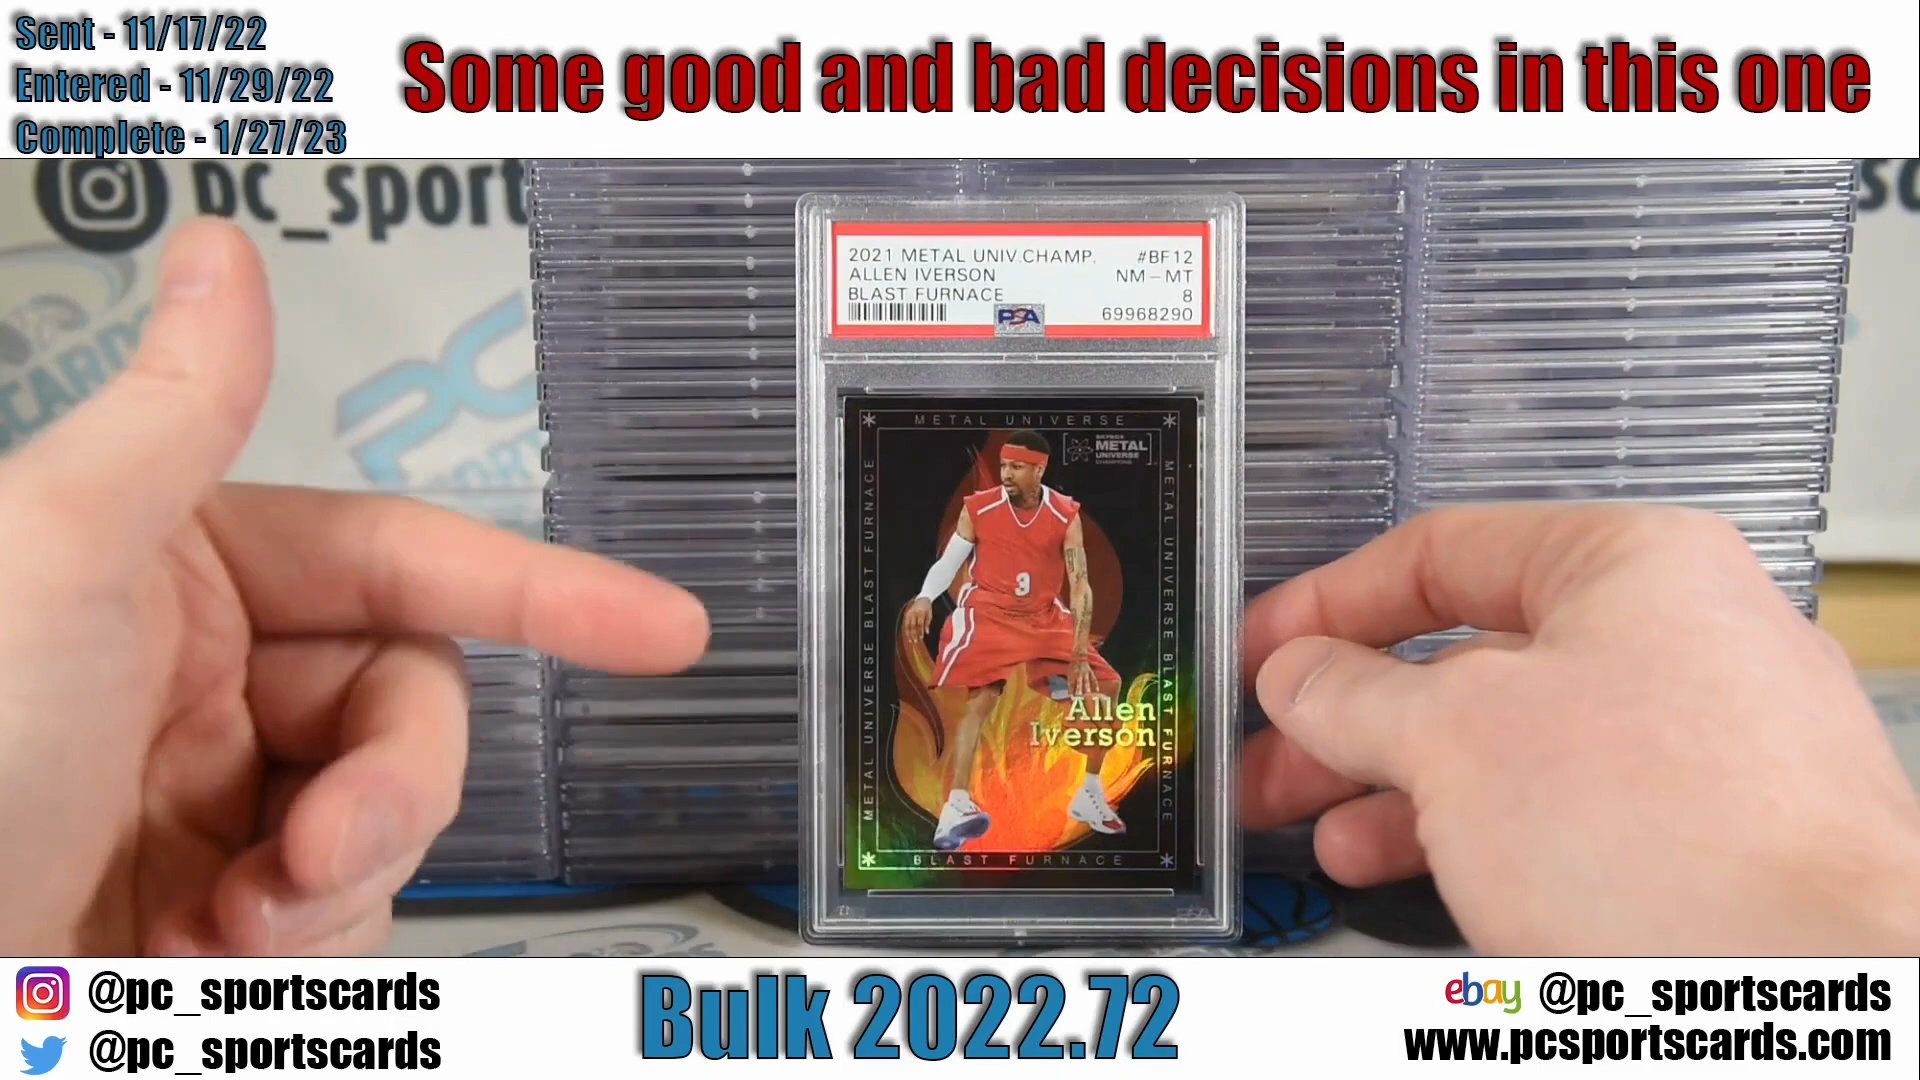 Sent - 11/17/22
Entered - 11/29/22
Complete - 1/27/23
Some good and bad decisions in this one
pc_sport
2021 METAL UNIV.CHAMP. #BF12
ALLEN IVERSON NM-MT
BLAST FURNACE 8
PSA 69968290
METAL UNIVERSE
SKYBOX
METAL
UNIVERSE
CHAMPIONS
METAL UNIVERSE BLAST FURNACE
METAL UNIVERSE BLAST FURNACE
3
Allen
Iverson
BLAST FURNACE
@pc_sportscards
@pc_sportscards
Bulk 2022.72
ebay @pc_sportscards
www.pcsportscards.com